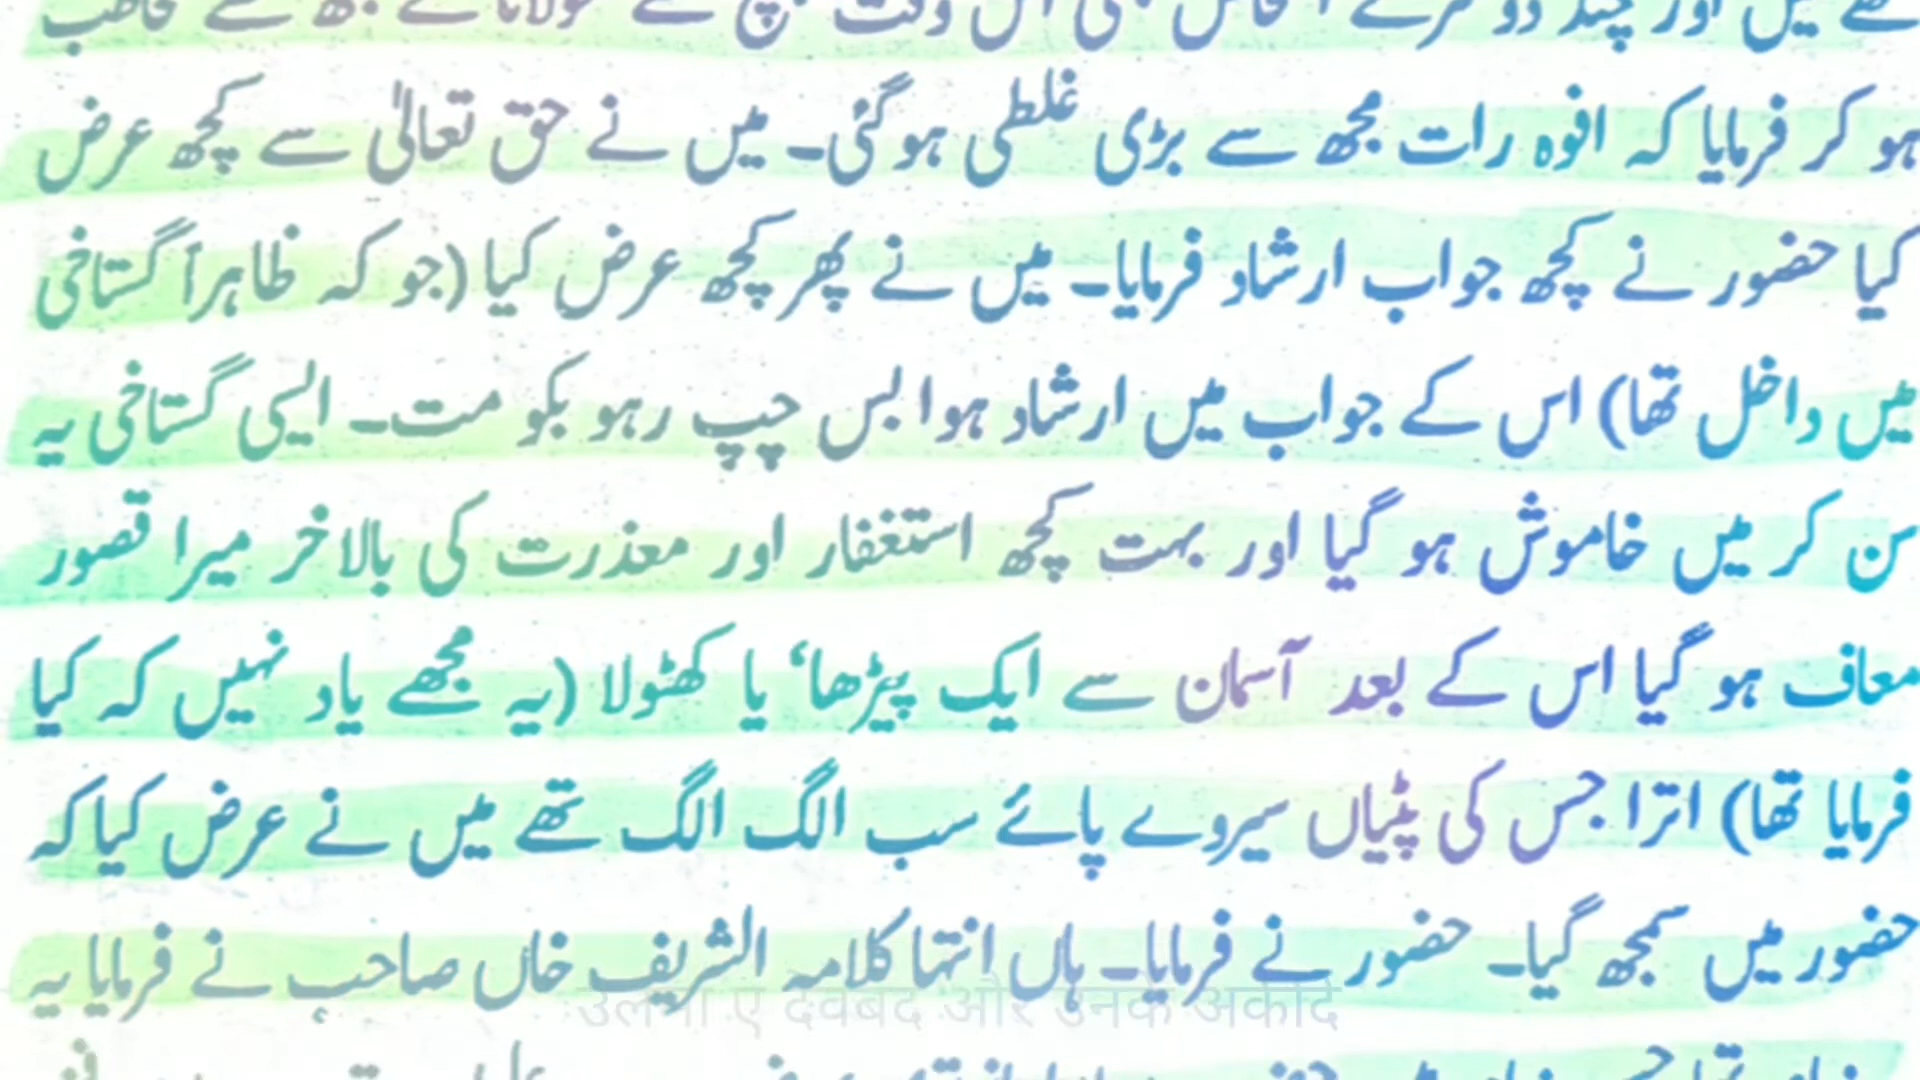 ہو کر فرمایا کہ افوہ رات مجھ سے بڑی غلطی ہوگئی۔ میں نے حق تعالیٰ سے کچھ عرض
کیا حضور نے کچھ جواب ارشاد فرمایا۔ میں نے پھر کچھ عرض کیا (جو کہ ظاہراً گستاخی
میں داخل تھا) اس کے جواب میں ارشاد ہوا بس چپ رہو بکو مت۔ ایسی گستاخی یہ
سن کر میں خاموش ہو گیا اور بہت کچھ استغفار اور معذرت کی بالاخر میرا قصور
معاف ہو گیا اس کے بعد آسمان سے ایک پیڑھا‘ یا کھٹولا (یہ مجھے یاد نہیں کہ کیا
فرمایا تھا) اترا جس کی پٹیاں سیروے پائے سب الگ الگ تھے میں نے عرض کیا کہ
حضور میں سمجھ گیا۔ حضور نے فرمایا۔ ہاں انتہا کلامہ الشریف خاں صاحب نے فرمایا یہ
उलमा ए देवबंद और उनके अकाइद